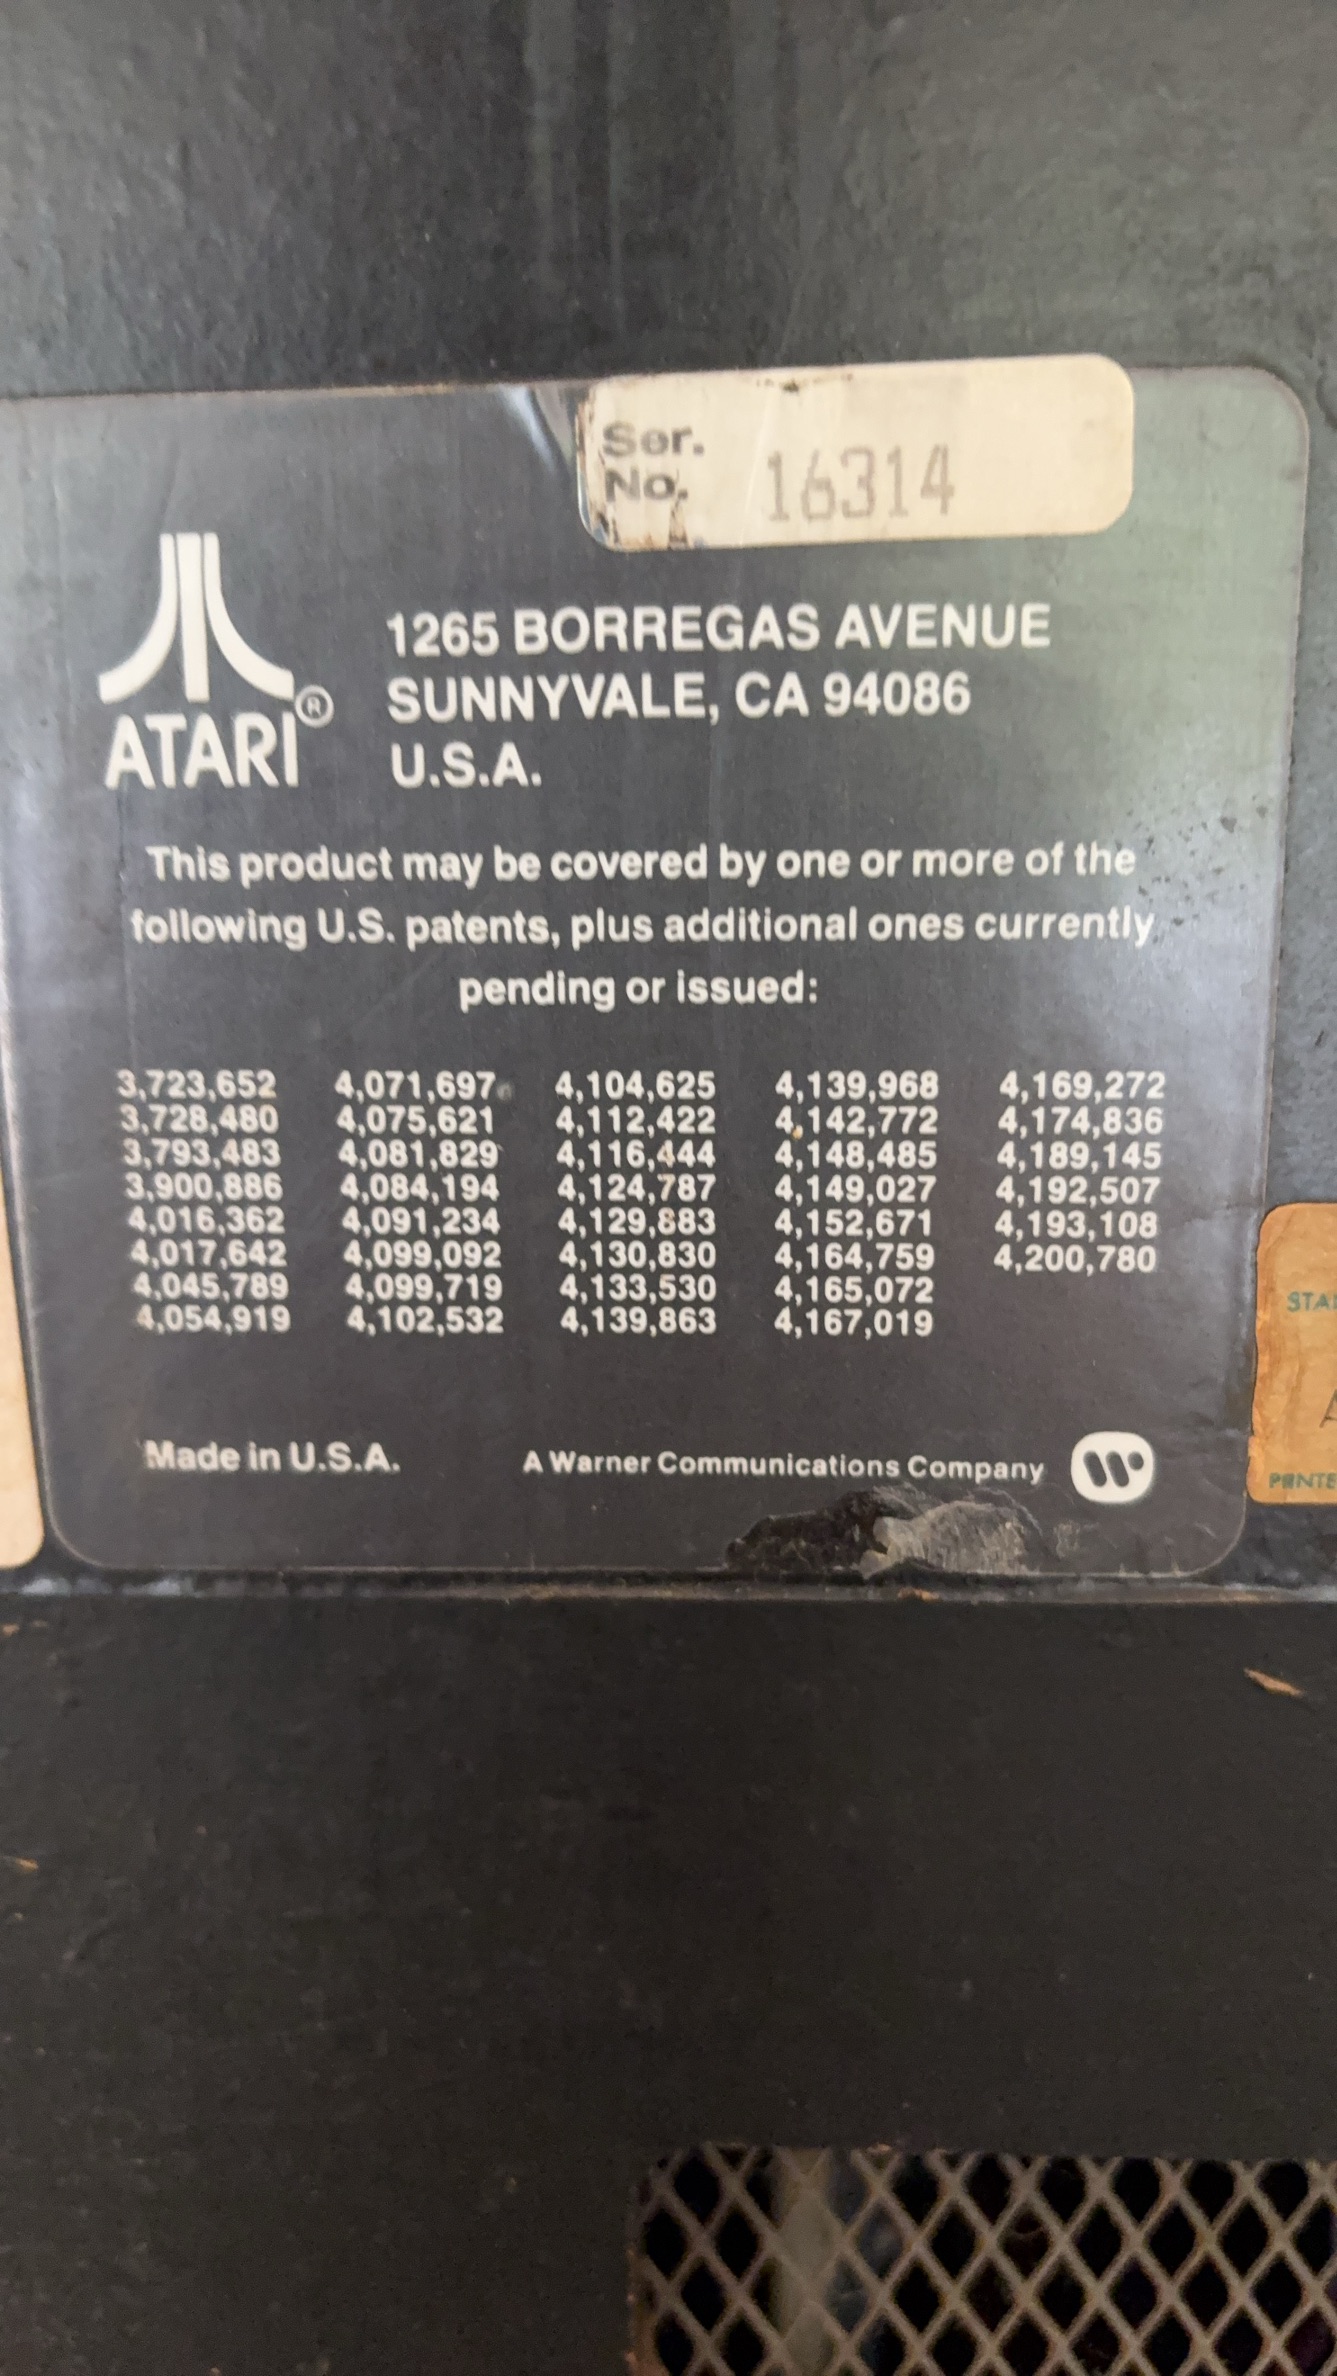 Ser.
No. 16314
ATARI®
1265 BORREGAS AVENUE
SUNNYVALE, CA 94086
U.S.A.
This product may be covered by one or more of the
following U.S. patents, plus additional ones currently
pending or issued:
3,723,652 4,071,697 4,104,625 4,139,968 4,169,272
3,728,480 4,075,621 4,112,422 4,142,772 4,174,836
3,793,483 4,081,829 4,116,444 4,148,485 4,189,145
3,900,886 4,084,194 4,124,787 4,149,027 4,192,507
4,016,362 4,091,234 4,129,883 4,152,671 4,193,108
4,017,642 4,099,092 4,130,830 4,164,759 4,200,780
4,045,789 4,099,719 4,133,530 4,165,072
4,054,919 4,102,532 4,139,863 4,167,019
Made in U.S.A. A Warner Communications Company